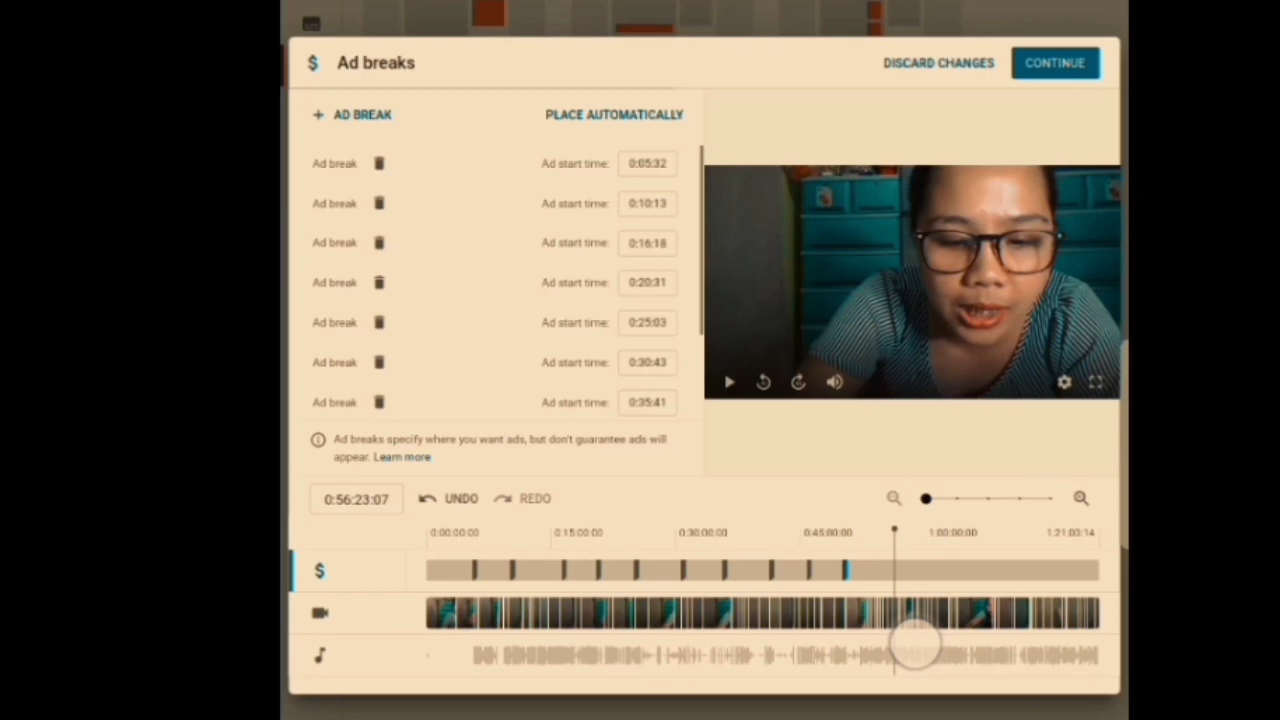 $ Ad breaks DISCARD CHANGES CONTINUE
+ AD BREAK PLACE AUTOMATICALLY
Ad break Ad start time: 0:05:32
Ad break Ad start time: 0:10:13
Ad break Ad start time: 0:16:18
Ad break Ad start time: 0:20:31
Ad break Ad start time: 0:25:03
Ad break Ad start time: 0:30:43
Ad break Ad start time: 0:35:41
Ad breaks specify where you want ads, but don't guarantee ads will
appear. Learn more
0:56:23:07 UNDO REDO
0:00:00:00 0:15:00:00 0:30:00:00 0:45:00:00 1:00:00:00 1:21:03:14
$